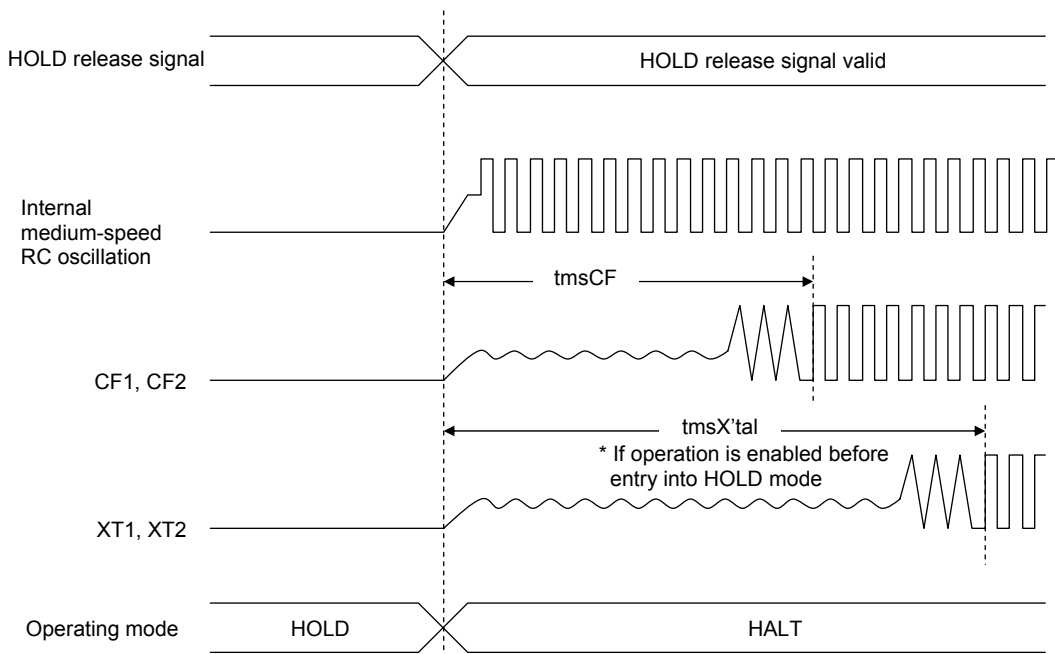 HOLD release signal
HOLD release signal valid
Internal
medium-speed
RC oscillation
tmsCF
CF1, CF2
tmsX'tal
* If operation is enabled before
entry into HOLD mode
XT1, XT2
Operating mode
HOLD
HALT